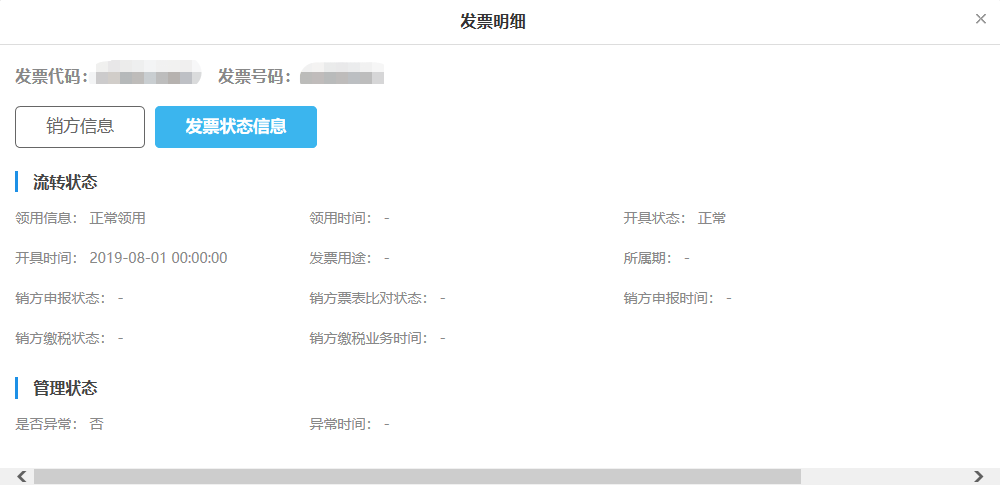 发票明细 ×
发票代码： 发票号码：
销方信息 发票状态信息
流转状态
领用信息： 正常领用 领用时间： - 开具状态： 正常
开具时间： 2019-08-01 00:00:00 发票用途： - 所属期： -
销方申报状态： - 销方票表比对状态： - 销方申报时间： -
销方缴税状态： - 销方缴税业务时间： -
管理状态
是否异常： 否 异常时间： -